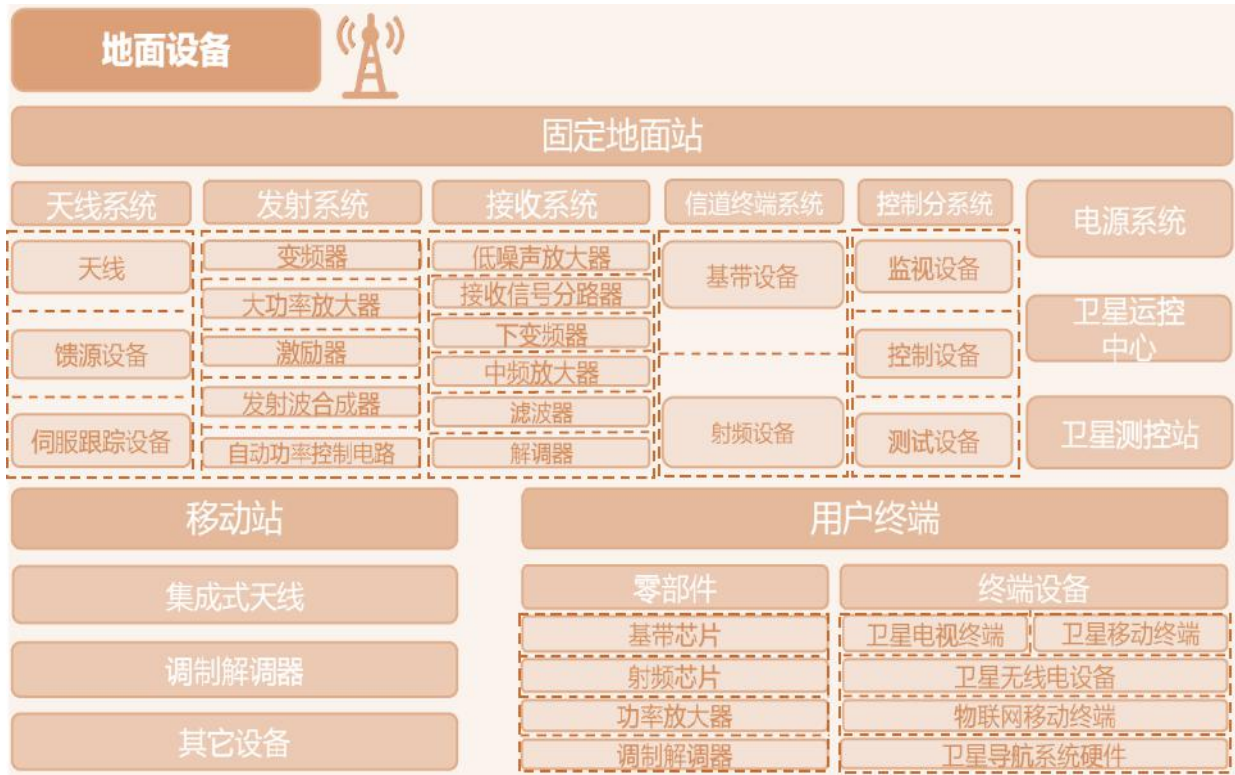 地面设备
固定地面站
天线系统
天线
馈源设备
伺服跟踪设备
发射系统
变频器
大功率放大器
激励器
发射波合成器
自动功率控制电路
接收系统
低噪声放大器
接收信号分路器
下变频器
中频放大器
滤波器
解调器
信道终端系统
基带设备
射频设备
控制分系统
监视设备
控制设备
测试设备
电源系统
卫星运控
中心
卫星测控站
移动站
集成式天线
调制解调器
其它设备
用户终端
零部件
基带芯片
射频芯片
功率放大器
调制解调器
终端设备
卫星电视终端
卫星移动终端
卫星无线电设备
物联网移动终端
卫星导航系统硬件